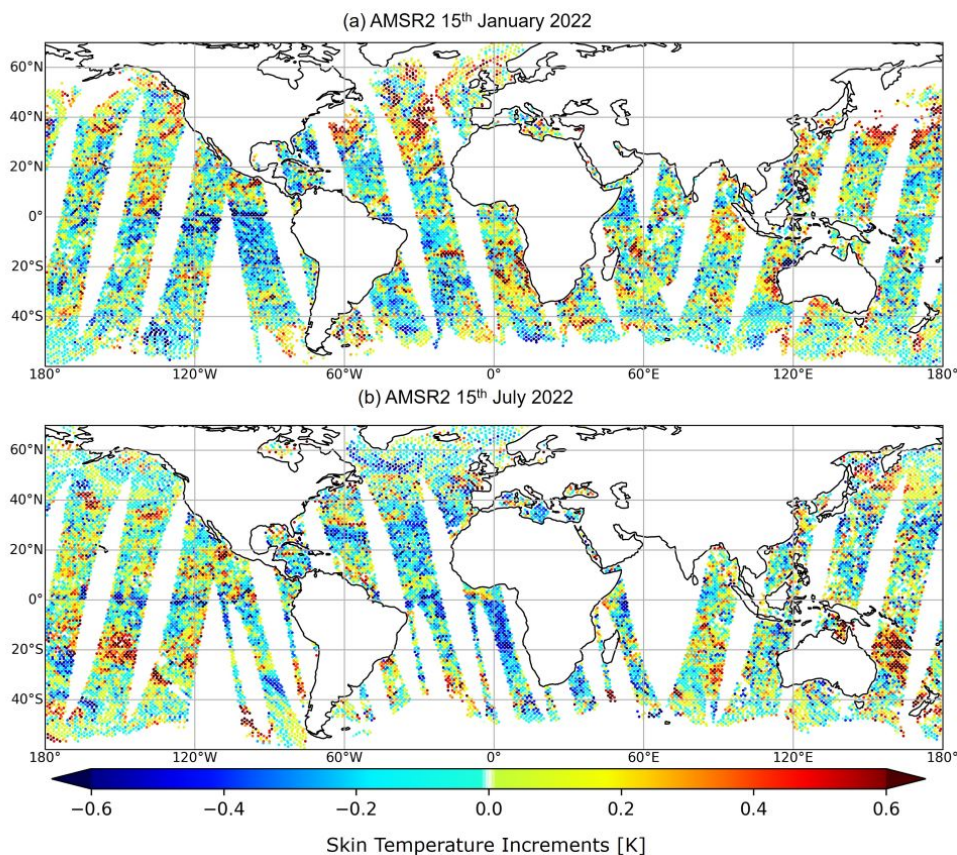 (a) AMSR2 15th January 2022
60°N
40°N
20°N
0°
20°S
40°S
180° 120°W 60°W 0° 60°E 120°E 180°
(b) AMSR2 15th July 2022
60°N
40°N
20°N
0°
20°S
40°S
180° 120°W 60°W 0° 60°E 120°E 180°
−0.6 −0.4 −0.2 0.0 0.2 0.4 0.6
Skin Temperature Increments [K]